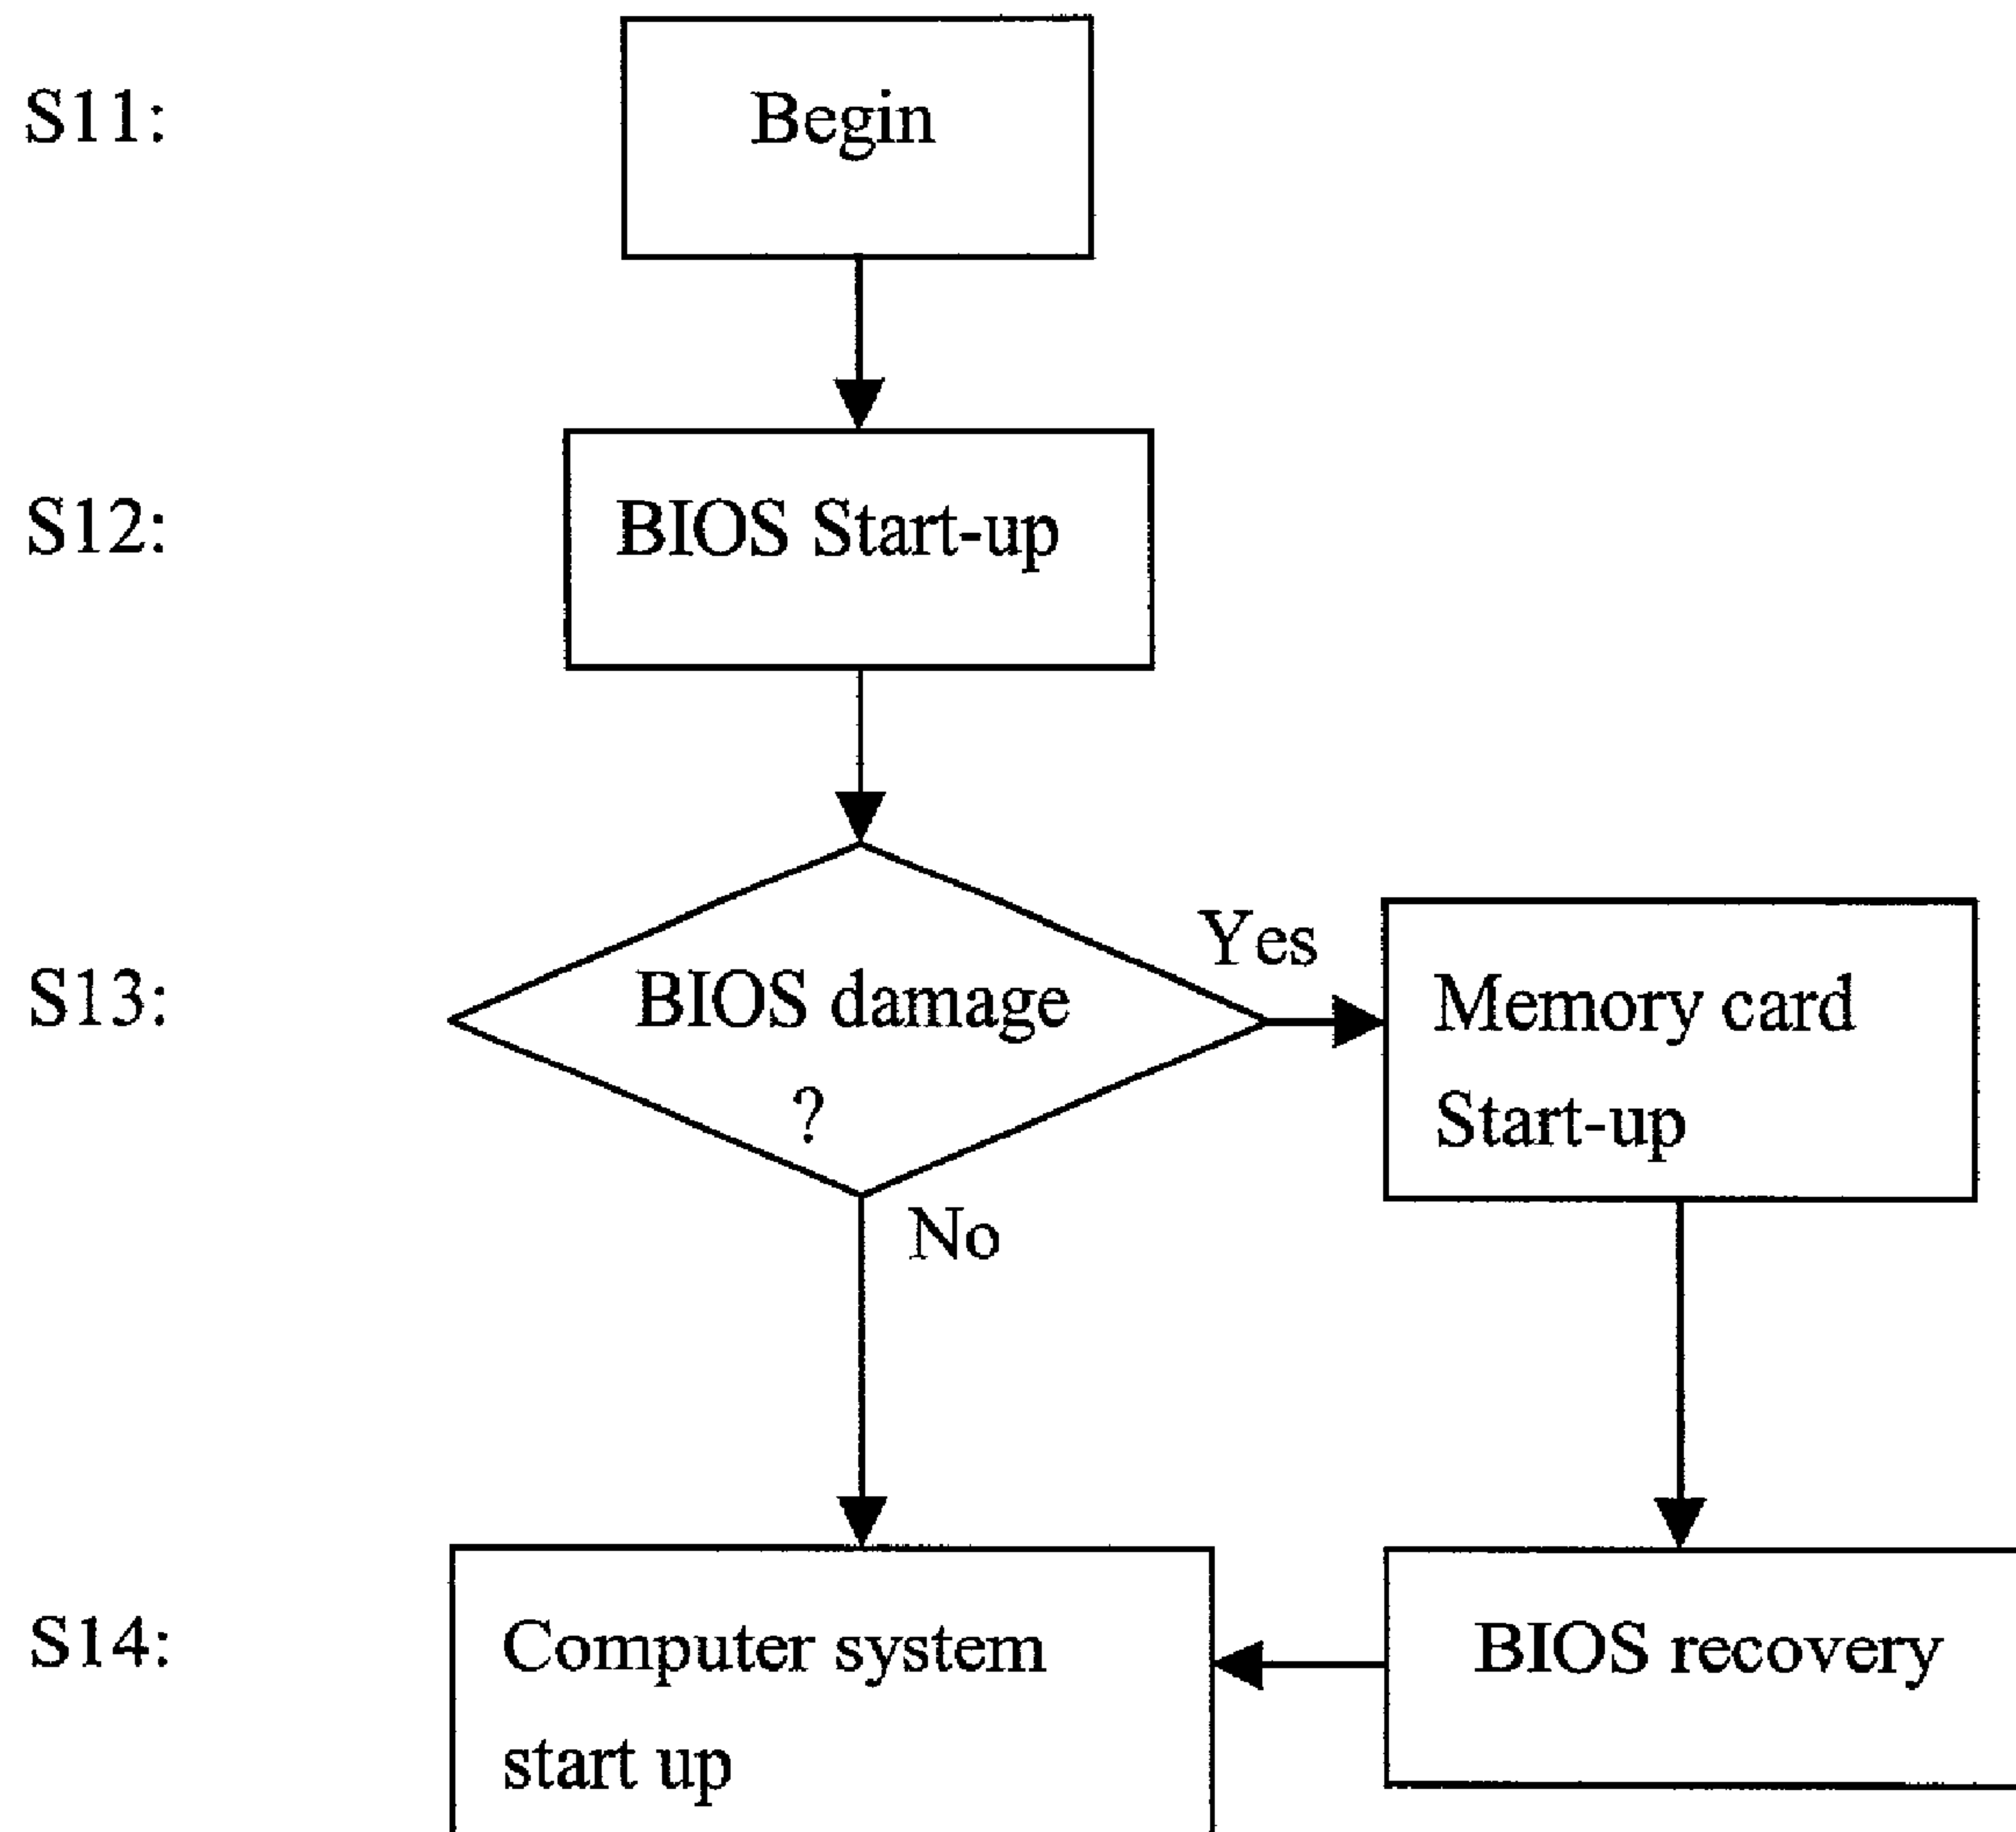 S11:
Begin
S12:
BIOS Start-up
S13:
BIOS damage
?
Yes
Memory card
Start-up
No
S14:
Computer system
start up
BIOS recovery